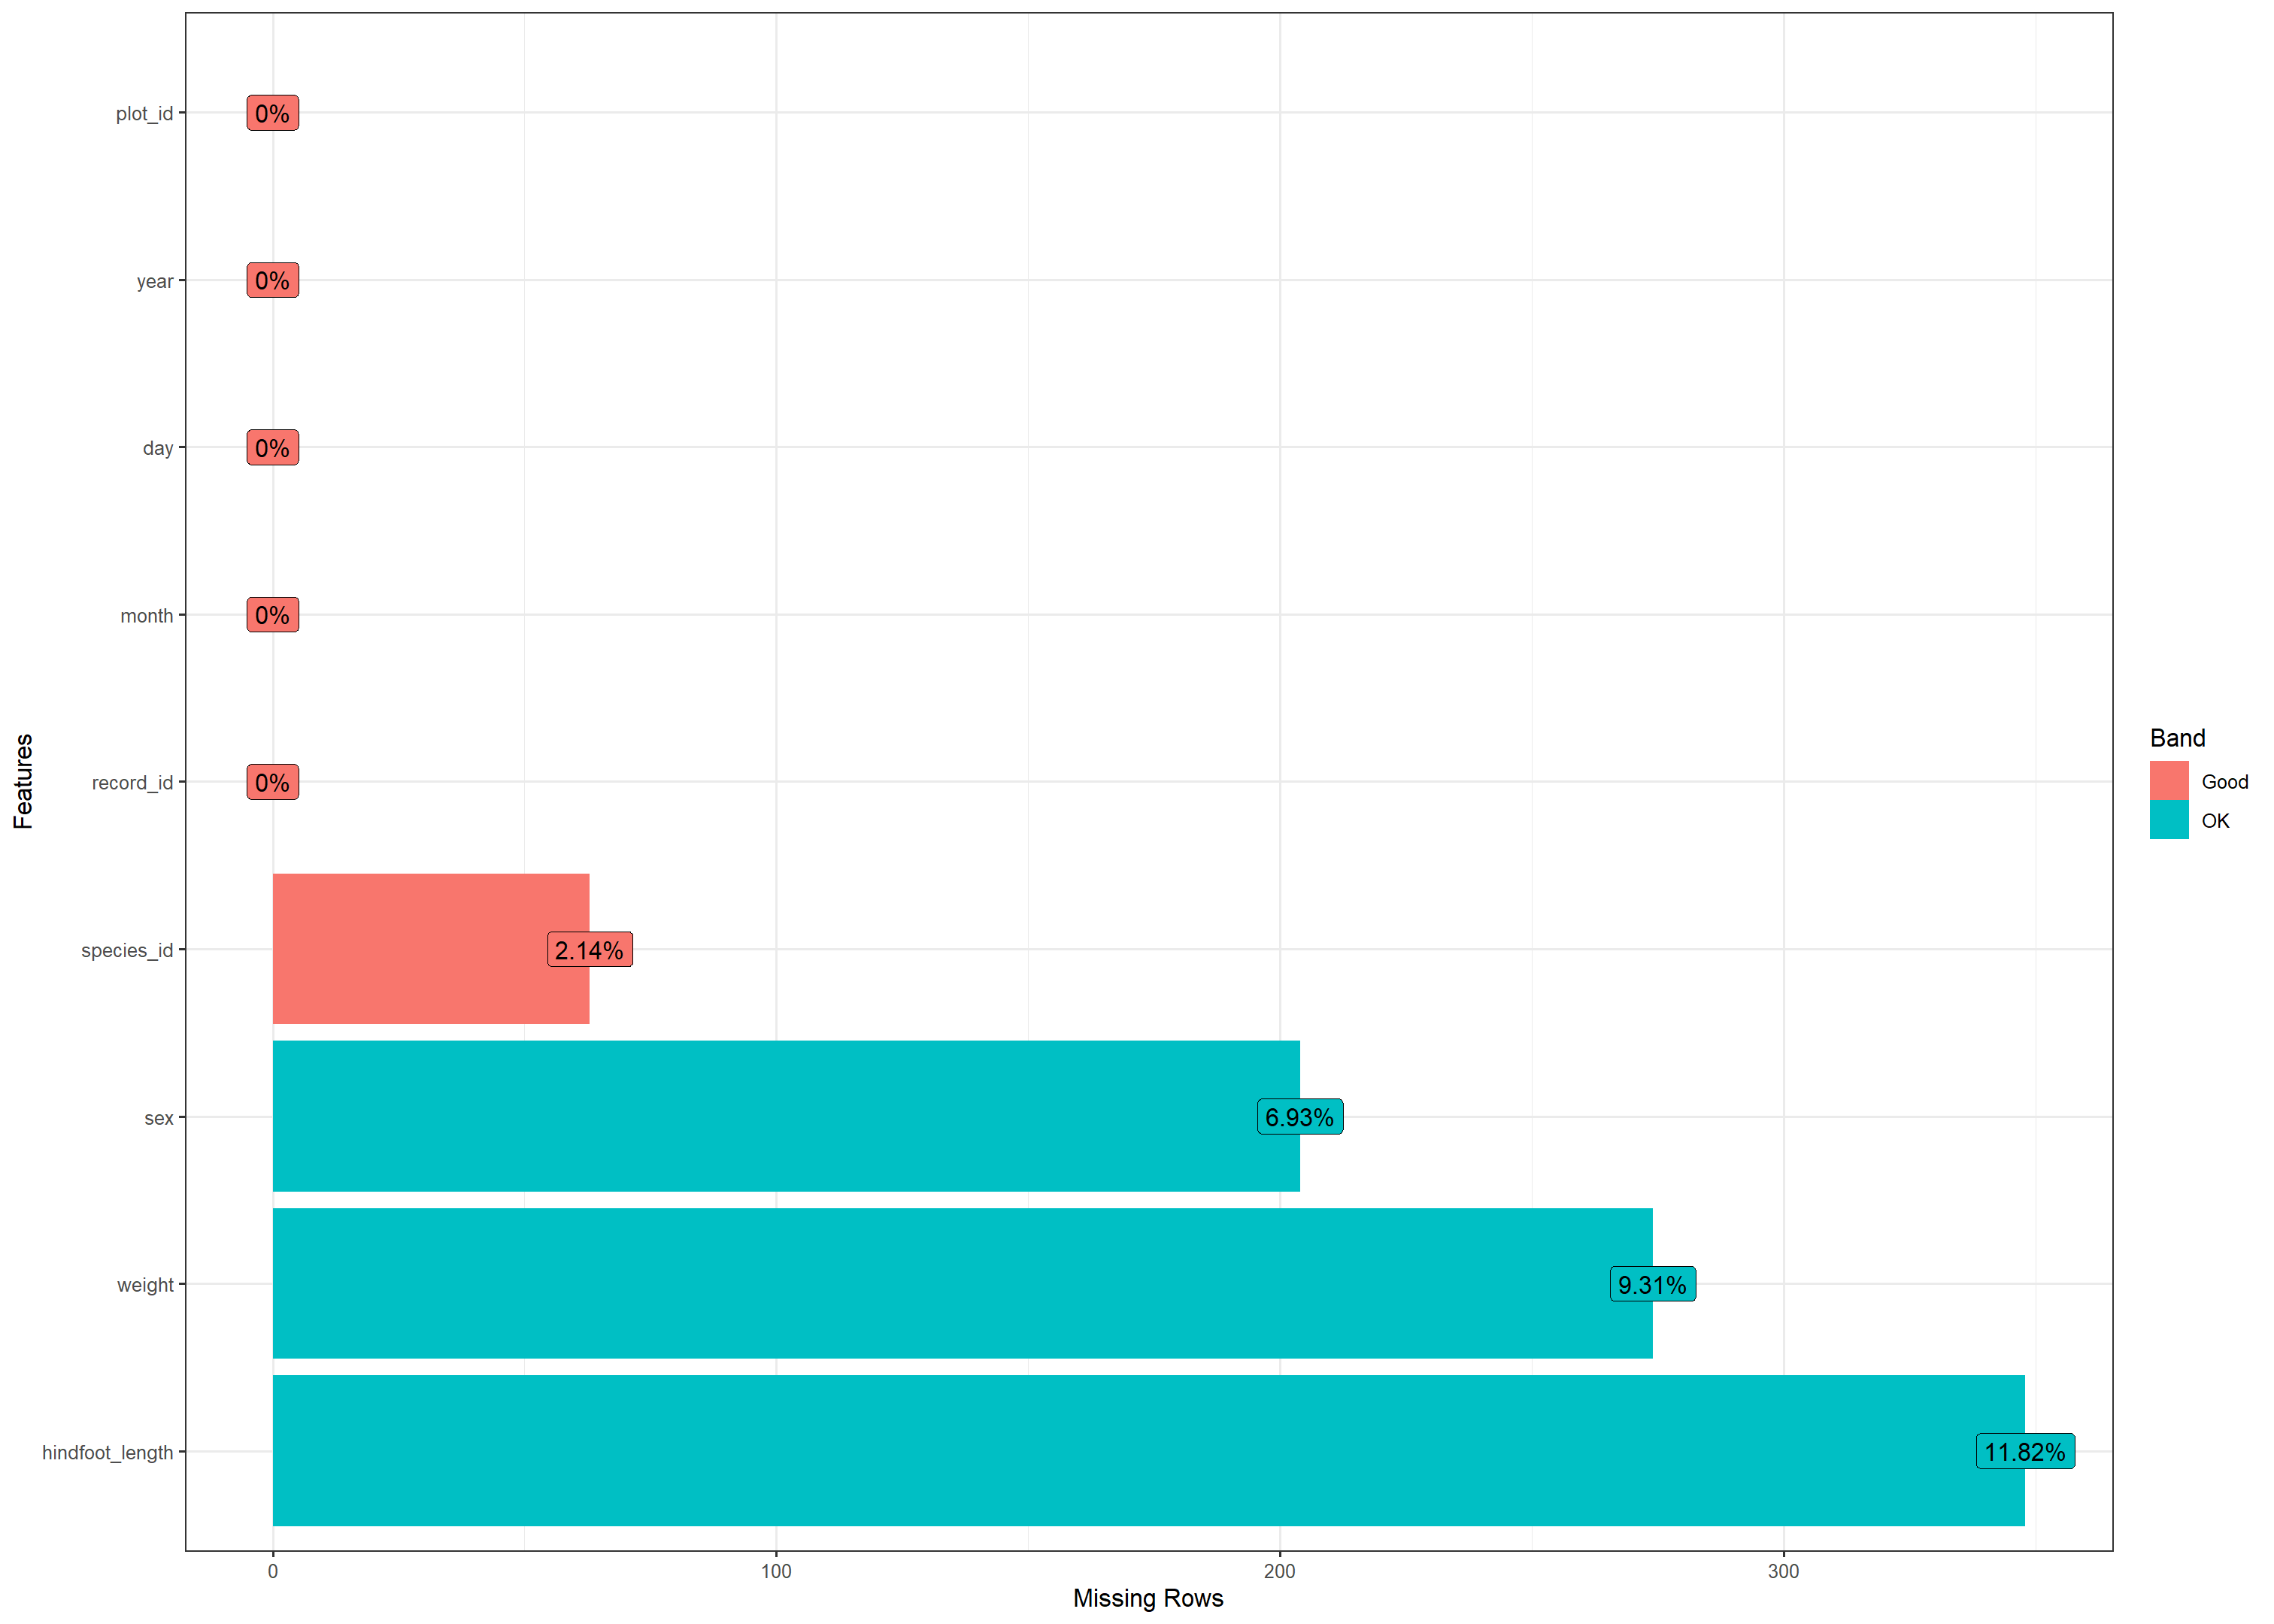 plot_id
0%
year
0%
day
0%
month
0%
record_id
0%
species_id
2.14%
sex
6.93%
weight
9.31%
hindfoot_length
11.82%
Features
0
100
200
300
Missing Rows
Band
Good
OK